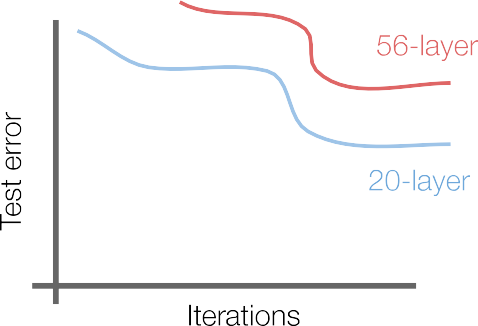 56-layer
20-layer
Test error
Iterations